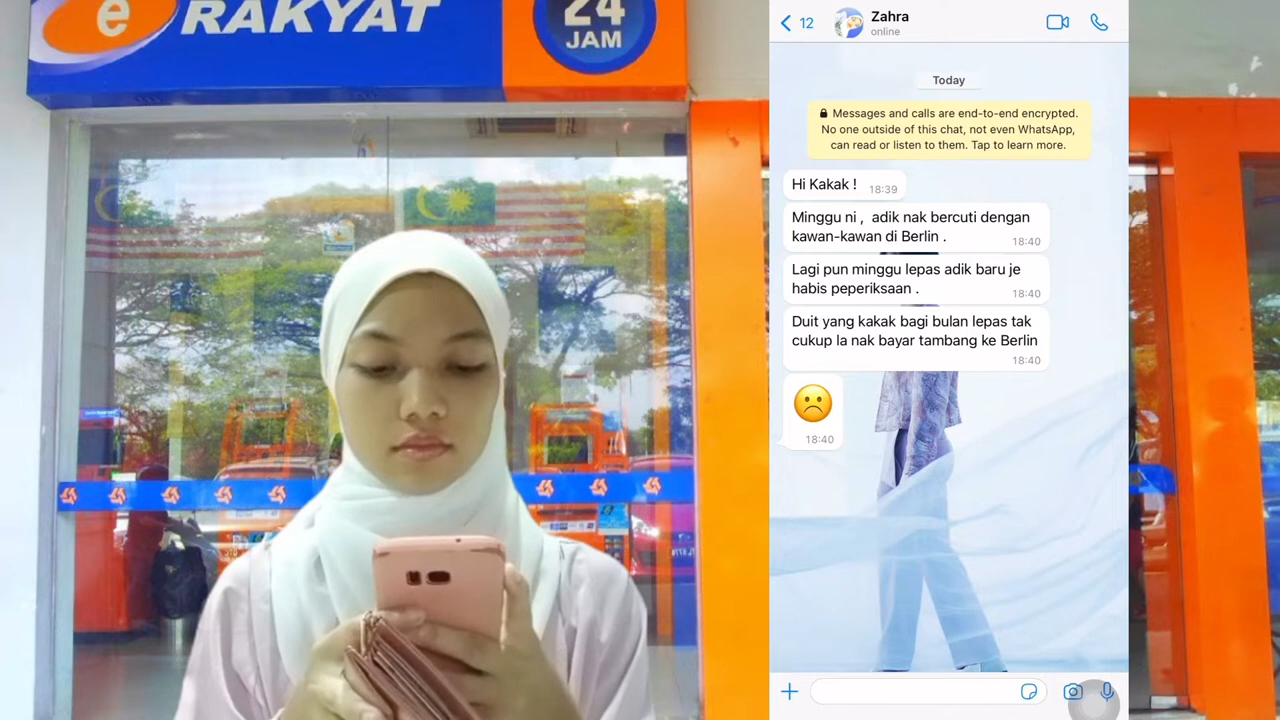 e RAKYAT
24
JAM
12
Zahra
online
Today
Messages and calls are end-to-end encrypted.
No one outside of this chat, not even WhatsApp,
can read or listen to them. Tap to learn more.
Hi Kakak !
18:39
Minggu ni , adik nak bercuti dengan
kawan-kawan di Berlin .
18:40
Lagi pun minggu lepas adik baru je
habis peperiksaan .
18:40
Duit yang kakak bagi bulan lepas tak
cukup la nak bayar tambang ke Berlin
18:40
18:40